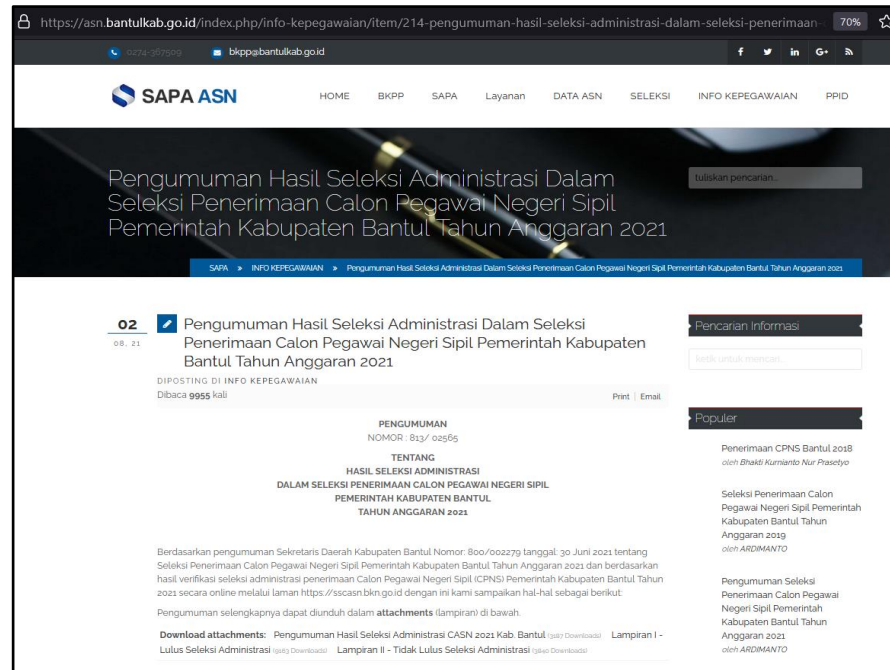 https://asn.bantulkab.go.id/index.php/info-kepegawaian/item/214-pengumuman-hasil-seleksi-administrasi-dalam-seleksi-penerimaan-
70%
0274-367509
bkpp@bantulkab.go.id
SAPA ASN
HOME BKPP SAPA Layanan DATA ASN SELEKSI INFO KEPEGAWAIAN PPID
Pengumuman Hasil Seleksi Administrasi Dalam
Seleksi Penerimaan Calon Pegawai Negeri Sipil
Pemerintah Kabupaten Bantul Tahun Anggaran 2021
tuliskan pencarian...
SAPA » INFO KEPEGAWAIAN » Pengumuman Hasil Seleksi Administrasi Dalam Seleksi Penerimaan Calon Pegawai Negeri Sipil Pemerintah Kabupaten Bantul Tahun Anggaran 2021
02
08, 21
Pengumuman Hasil Seleksi Administrasi Dalam Seleksi
Penerimaan Calon Pegawai Negeri Sipil Pemerintah Kabupaten
Bantul Tahun Anggaran 2021
DIPOSTING DI INFO KEPEGAWAIAN
Dibaca 9955 kali
Print | Email
PENGUMUMAN
NOMOR : 813/ 02565
TENTANG
HASIL SELEKSI ADMINISTRASI
DALAM SELEKSI PENERIMAAN CALON PEGAWAI NEGERI SIPIL
PEMERINTAH KABUPATEN BANTUL
TAHUN ANGGARAN 2021
Berdasarkan pengumuman Sekretaris Daerah Kabupaten Bantul Nomor: 800/002279 tanggal: 30 Juni 2021 tentang
Seleksi Penerimaan Calon Pegawai Negeri Sipil Pemerintah Kabupaten Bantul Tahun Anggaran 2021 dan berdasarkan
hasil verifikasi seleksi administrasi penerimaan Calon Pegawai Negeri Sipil (CPNS) Pemerintah Kabupaten Bantul Tahun
2021 secara online melalui laman https://sscasn.bkn.go.id dengan ini kami sampaikan hal-hal sebagai berikut:
Pengumuman selengkapnya dapat diunduh dalam attachments (lampiran) di bawah.
Download attachments: Pengumuman Hasil Seleksi Administrasi CASN 2021 Kab. Bantul Lampiran I -
Lulus Seleksi Administrasi Lampiran II - Tidak Lulus Seleksi Administrasi
Pencarian Informasi
ketik untuk mencari...
Populer
Penerimaan CPNS Bantul 2018
oleh Bhakti Kurnianto Nur Prasetyo
Seleksi Penerimaan Calon
Pegawai Negeri Sipil Pemerintah
Kabupaten Bantul Tahun
Anggaran 2019
oleh ARDIMANTO
Pengumuman Seleksi
Penerimaan Calon Pegawai
Negeri Sipil Pemerintah
Kabupaten Bantul Tahun
Anggaran 2021
oleh ARDIMANTO